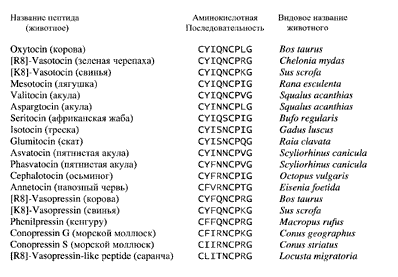 Название пептида Аминокислотная Видовое название
(животное) Последовательность животного
Oxytocin (корова) CYIQNCPLG Bos taurus
[R8]-Vasotocin (зеленая черепаха) CYIQNCPRG Chelonia mydas
[K8]-Vasotocin (свинья) CYIQNCPKG Sus scrofa
Mesotocin (лягушка) CYIQNCPIG Rana esculenta
Valitocin (акула) CYIQNCPVG Squalus acanthias
Aspargtocin (акула) CYINNCPLG Squalus acanthias
Seritocin (африканская жаба) CYIQSCPIG Bufo regularis
Isotocin (треска) CYISNCPIG Gadus luscus
Glumitocin (скат) CYISNCPQG Raia clavata
Asvatocin (пятнистая акула) CYINNCPVG Scyliorhinus canicula
Phasvatocin (пятнистая акула) CYFNNCPVG Scyliorhinus canicula
Cephalotocin (осьминог) CYFRNCPIG Octopus vulgaris
Annetocin (навозный червь) CFVRNCPTG Eisenia foetida
[R8]-Vasopressin (корова) CYFQNCPRG Bos taurus
[K8]-Vasopressin (свинья) CYFQNCPKG Sus scrofa
Phenilpressin (кенгуру) CFFQNCPRG Macropus rufus
Conopressin G (морской моллюск) CFIRNCPKG Conus geographus
Conopressin S (морской моллюск) CIIRNCPRG Conus striatus
[R8]-Vasopressin-like peptide (саранча) CLITNCPRG Locusta migratoria